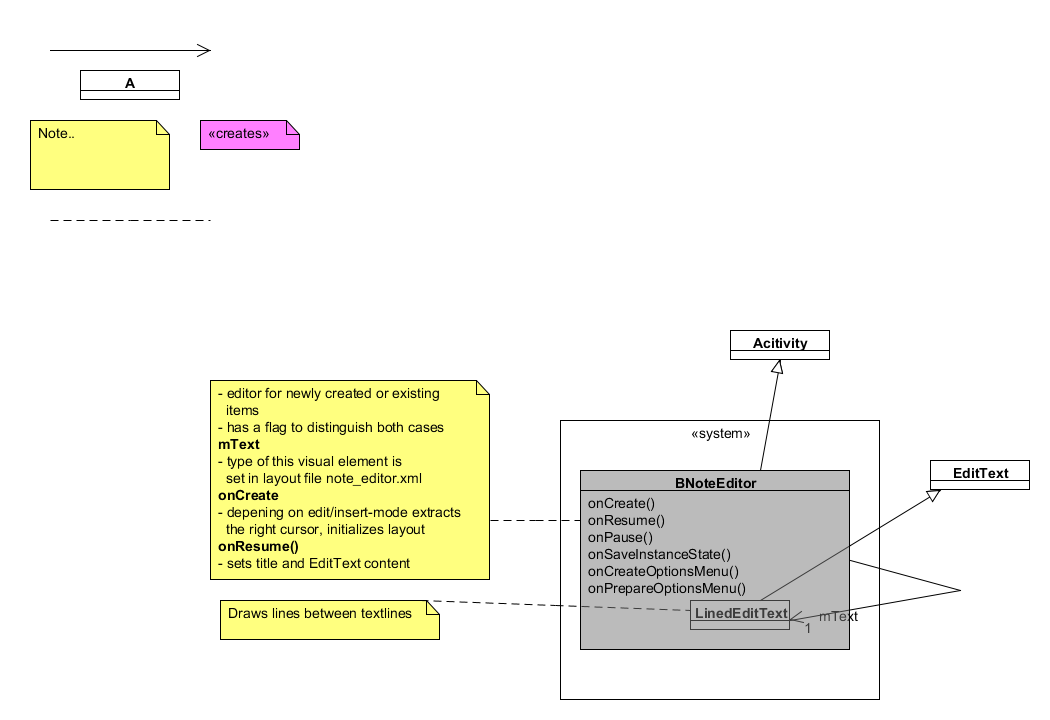 A
Note..
«creates»
Acitivity
- editor for newly created or existing
items
- has a flag to distinguish both cases
mText
- type of this visual element is
set in layout file note_editor.xml
onCreate
- depening on edit/insert-mode extracts
the right cursor, initializes layout
onResume()
- sets title and EditText content
«system»
EditText
BNoteEditor
onCreate()
onResume()
onPause()
onSaveInstanceState()
onCreateOptionsMenu()
onPrepareOptionsMenu()
Draws lines between textlines
LinedEditText
mText
1